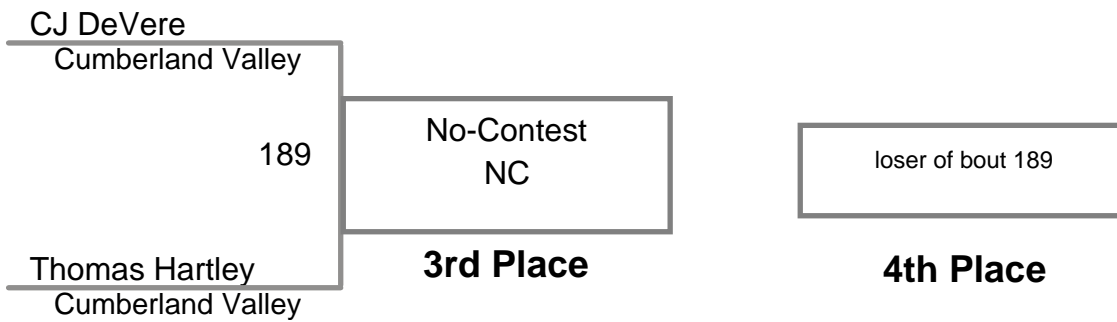 CJ DeVere
Cumberland Valley
189
No-Contest
NC
loser of bout 189
3rd Place
4th Place
Thomas Hartley
Cumberland Valley